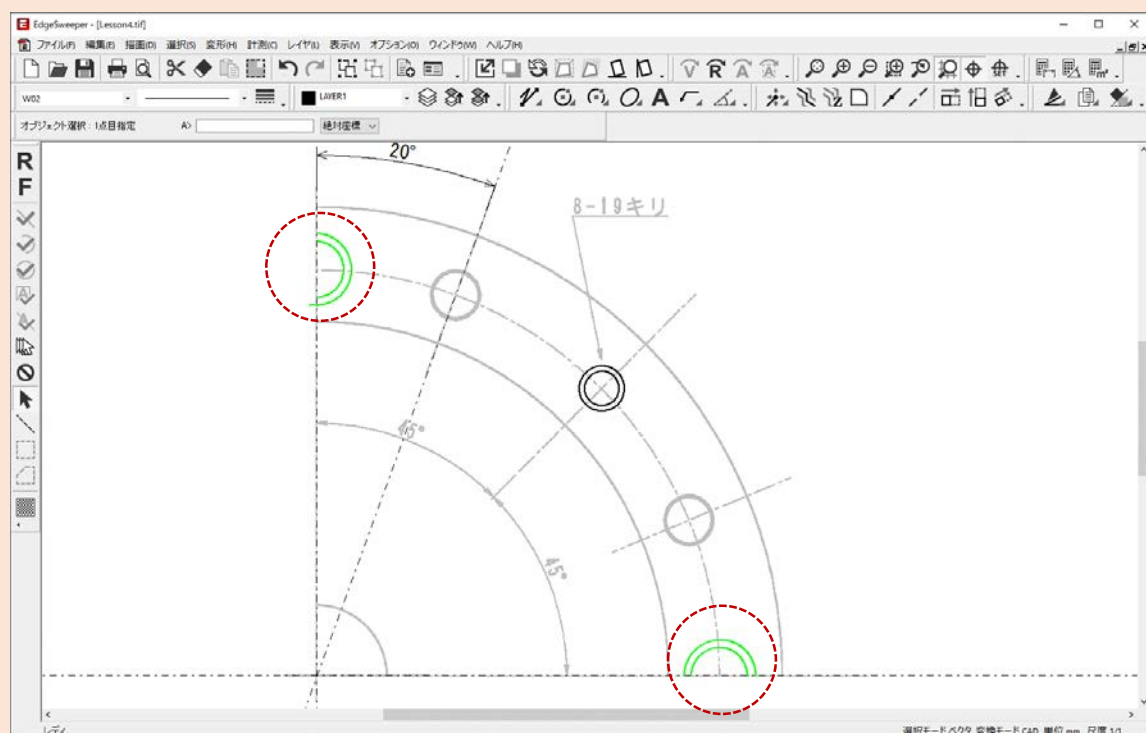 EdgeSweeper - [Lesson4.tif]
ファイル(F) 編集(E) 描画(D) 選択(S) 変形(H) 計測(C) レイヤ(L) 表示(V) オプション(O) ウィンドウ(W) ヘルプ(H)
W02 LAYER1
オブジェクト選択:1点目指定 A> 絶対座標
R
F
20°
8-19キリ
45°
45°
レディ 選択モード:ベクタ 変換モード:CAD 単位 mm 尺度 1/1